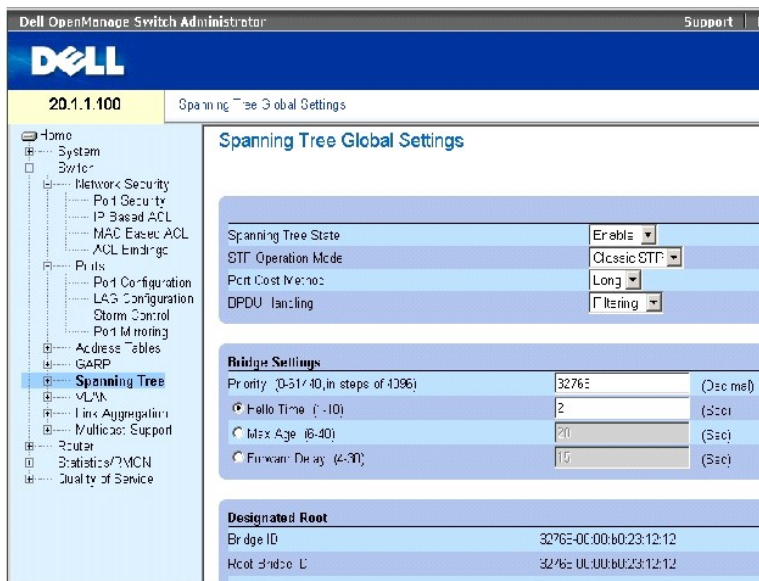 Dell OpenManage Switch Administrator
Support
DELL
20.1.1.100
Spanning Tree Global Settings
Home
System
Switch
Network Security
Port Security
IP Based ACL
MAC Based ACL
ACL Bindings
Ports
Port Configuration
LAG Configuration
Storm Control
Port Mirroring
Address Tables
GARP
Spanning Tree
VLAN
Link Aggregation
Multicast Support
Router
Statistics/RMON
Quality of Service
Spanning Tree Global Settings
Spanning Tree State Enable
STP Operation Mode Classic STP
Port Cost Method Long
BPDU Handling Filtering
Bridge Settings
Priority (0-61440,in steps of 4096) 32768 (Decimal)
Hello Time (1-10) 2 (Sec)
Max Age (6-40) 20 (Sec)
Forward Delay (4-30) 15 (Sec)
Designated Root
Bridge ID 32768-00:00:b0:23:12:12
Root Bridge ID 32768-00:00:b0:23:12:12